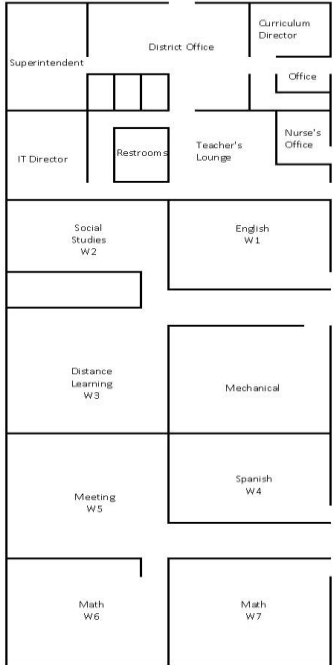 Curriculum
Director
District Office
Superintendent
Office
Nurse's
Office
Teacher's
Lounge
Restrooms
IT Director
Social
Studies
W2
English
W1
Distance
Learning
W3
Mechanical
Spanish
W4
Meeting
W5
Math
W6
Math
W7